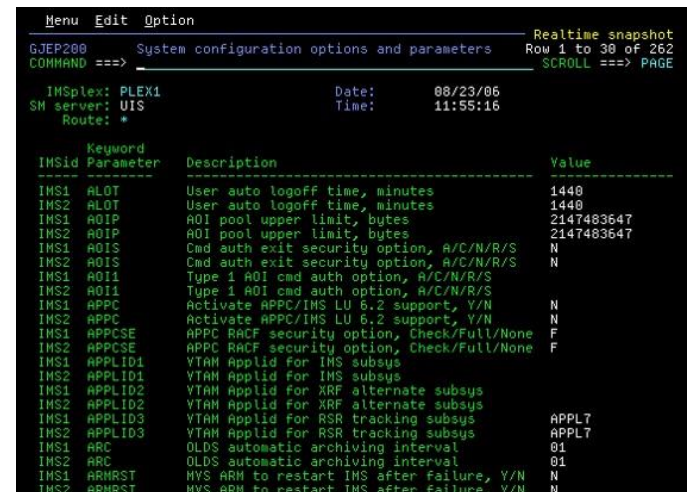 Menu Edit Option
Realtime snapshot
GJEP200 System configuration options and parameters Row 1 to 30 of 262
COMMAND ===> _ SCROLL ===> PAGE
IMSplex: PLEX1 Date: 08/23/06
SM server: UIS Time: 11:55:16
Route: *
Keyword
IMSid Parameter Description Value
IMS1 ALOT User auto logoff time, minutes 1440
IMS2 ALOT User auto logoff time, minutes 1440
IMS1 AOIP AOI pool upper limit, bytes 2147483647
IMS2 AOIP AOI pool upper limit, bytes 2147483647
IMS1 AOIS Cmd auth exit security option, A/C/N/R/S N
IMS2 AOIS Cmd auth exit security option, A/C/N/R/S N
IMS1 AOI1 Type 1 AOI cmd auth option, A/C/N/R/S
IMS2 AOI1 Type 1 AOI cmd auth option, A/C/N/R/S
IMS1 APPC Activate APPC/IMS LU 6.2 support, Y/N N
IMS2 APPC Activate APPC/IMS LU 6.2 support, Y/N N
IMS1 APPCSE APPC RACF security option, Check/Full/None F
IMS2 APPCSE APPC RACF security option, Check/Full/None F
IMS1 APPLID1 VTAM Applid for IMS subsys
IMS2 APPLID1 VTAM Applid for IMS subsys
IMS1 APPLID2 VTAM Applid for XRF alternate subsys
IMS2 APPLID2 VTAM Applid for XRF alternate subsys
IMS1 APPLID3 VTAM Applid for RSR tracking subsys APPL7
IMS2 APPLID3 VTAM Applid for RSR tracking subsys APPL7
IMS1 ARC OLDS automatic archiving interval 01
IMS2 ARC OLDS automatic archiving interval 01
IMS1 ARMRST MVS ARM to restart IMS after failure, Y/N N
IMS2 ARMRST MVS ARM to restart IMS after failure, Y/N N